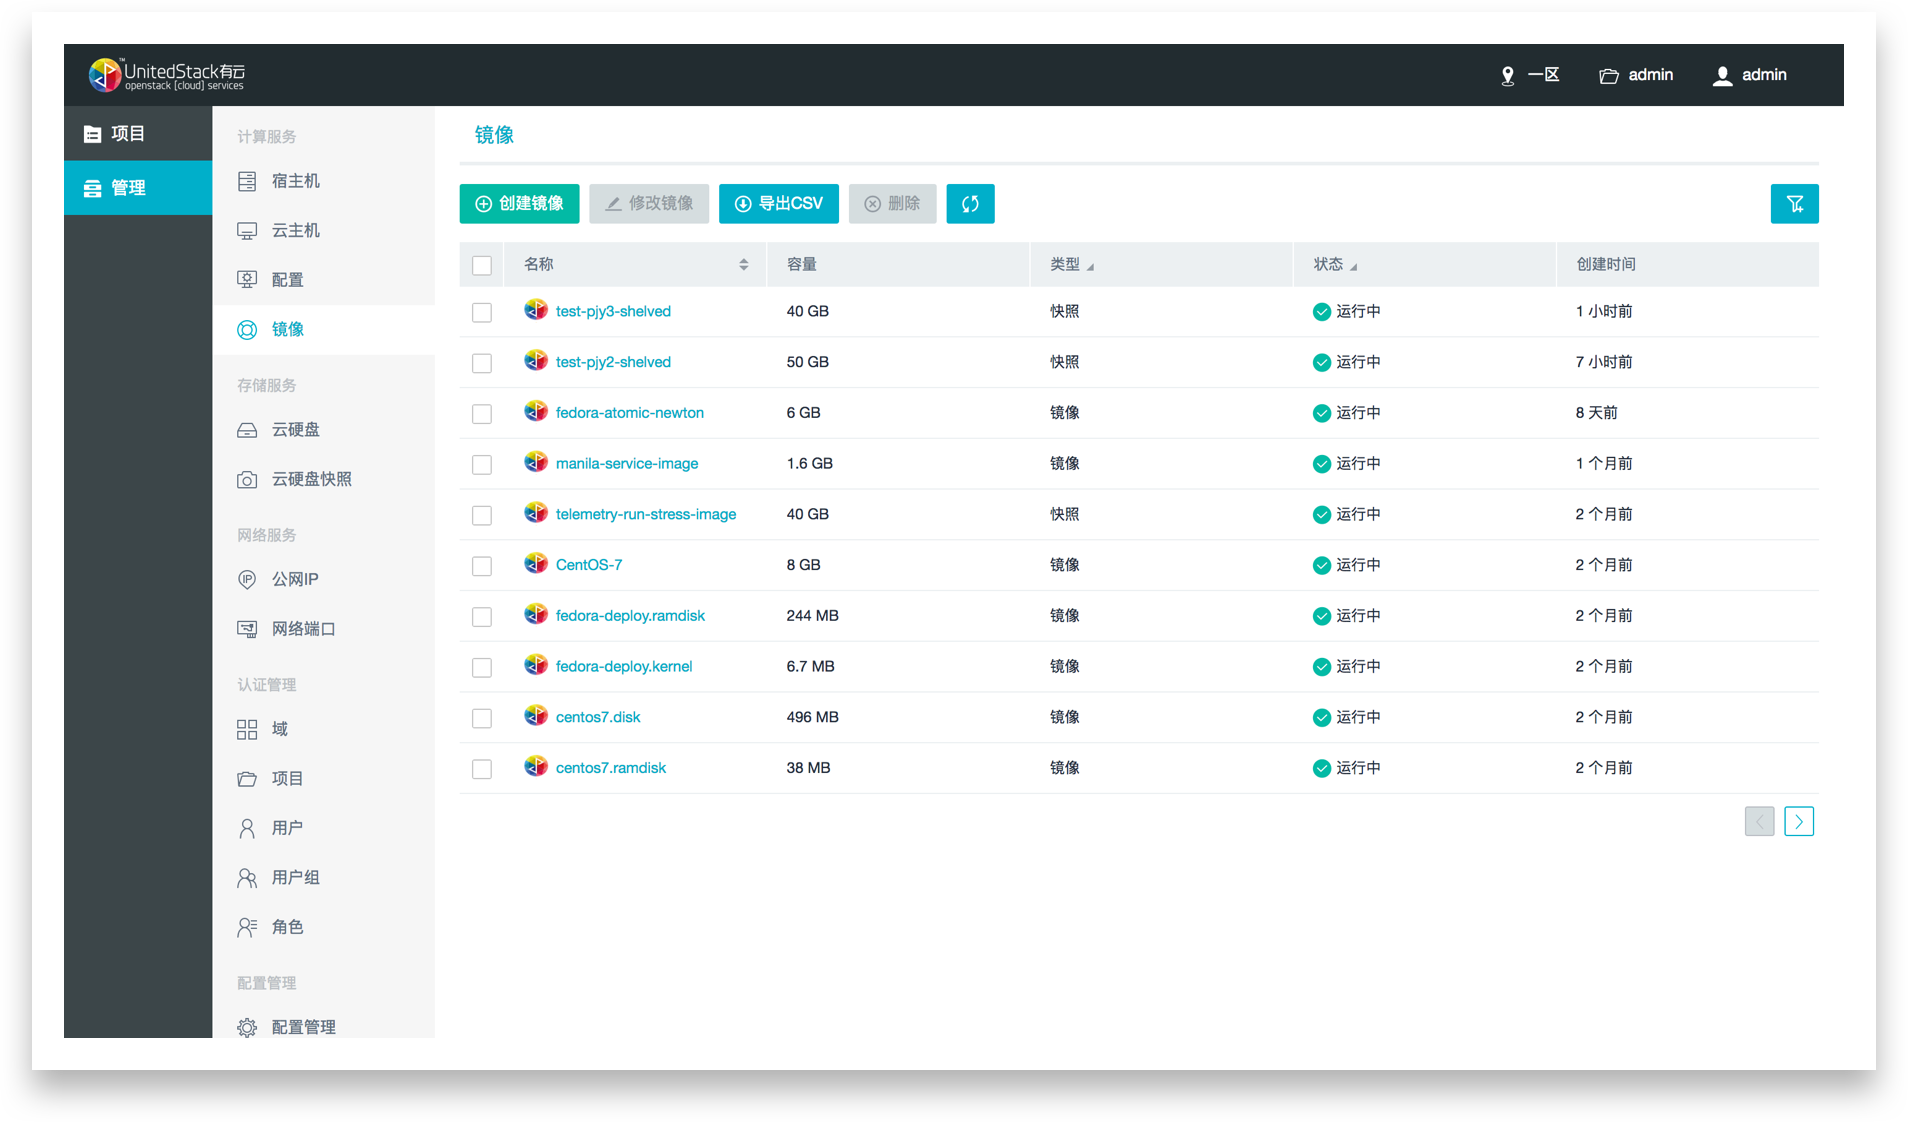 UnitedStack有云™
openstack [cloud] services
一区 admin admin
项目
管理
计算服务
宿主机
云主机
配置
镜像
存储服务
云硬盘
云硬盘快照
网络服务
公网IP
网络端口
认证管理
域
项目
用户
用户组
角色
配置管理
配置管理
镜像
创建镜像 修改镜像 导出CSV 删除
名称 容量 类型 状态 创建时间
test-pjy3-shelved 40 GB 快照 运行中 1 小时前
test-pjy2-shelved 50 GB 快照 运行中 7 小时前
fedora-atomic-newton 6 GB 镜像 运行中 8 天前
manila-service-image 1.6 GB 镜像 运行中 1 个月前
telemetry-run-stress-image 40 GB 快照 运行中 2 个月前
CentOS-7 8 GB 镜像 运行中 2 个月前
fedora-deploy.ramdisk 244 MB 镜像 运行中 2 个月前
fedora-deploy.kernel 6.7 MB 镜像 运行中 2 个月前
centos7.disk 496 MB 镜像 运行中 2 个月前
centos7.ramdisk 38 MB 镜像 运行中 2 个月前